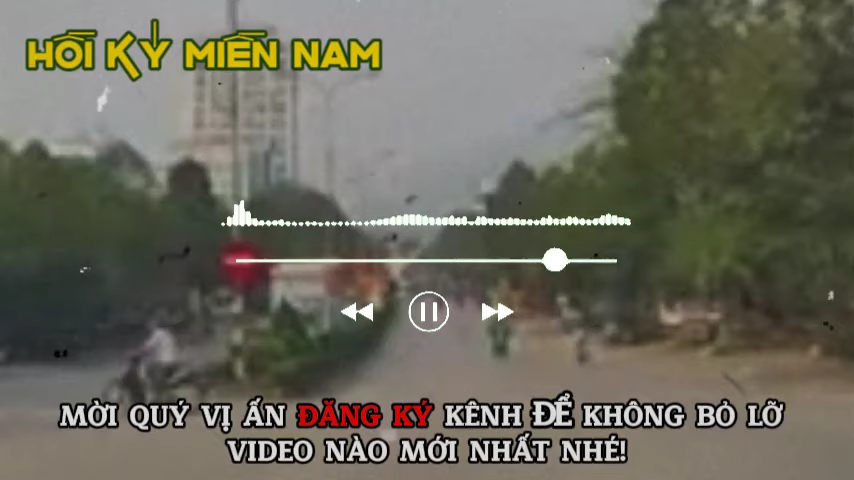 HỒI KÝ MIỀN NAM
MỜI QUÝ VỊ ẤN ĐĂNG KÝ KÊNH ĐỂ KHÔNG BỎ LỠ
VIDEO NÀO MỚI NHẤT NHÉ!